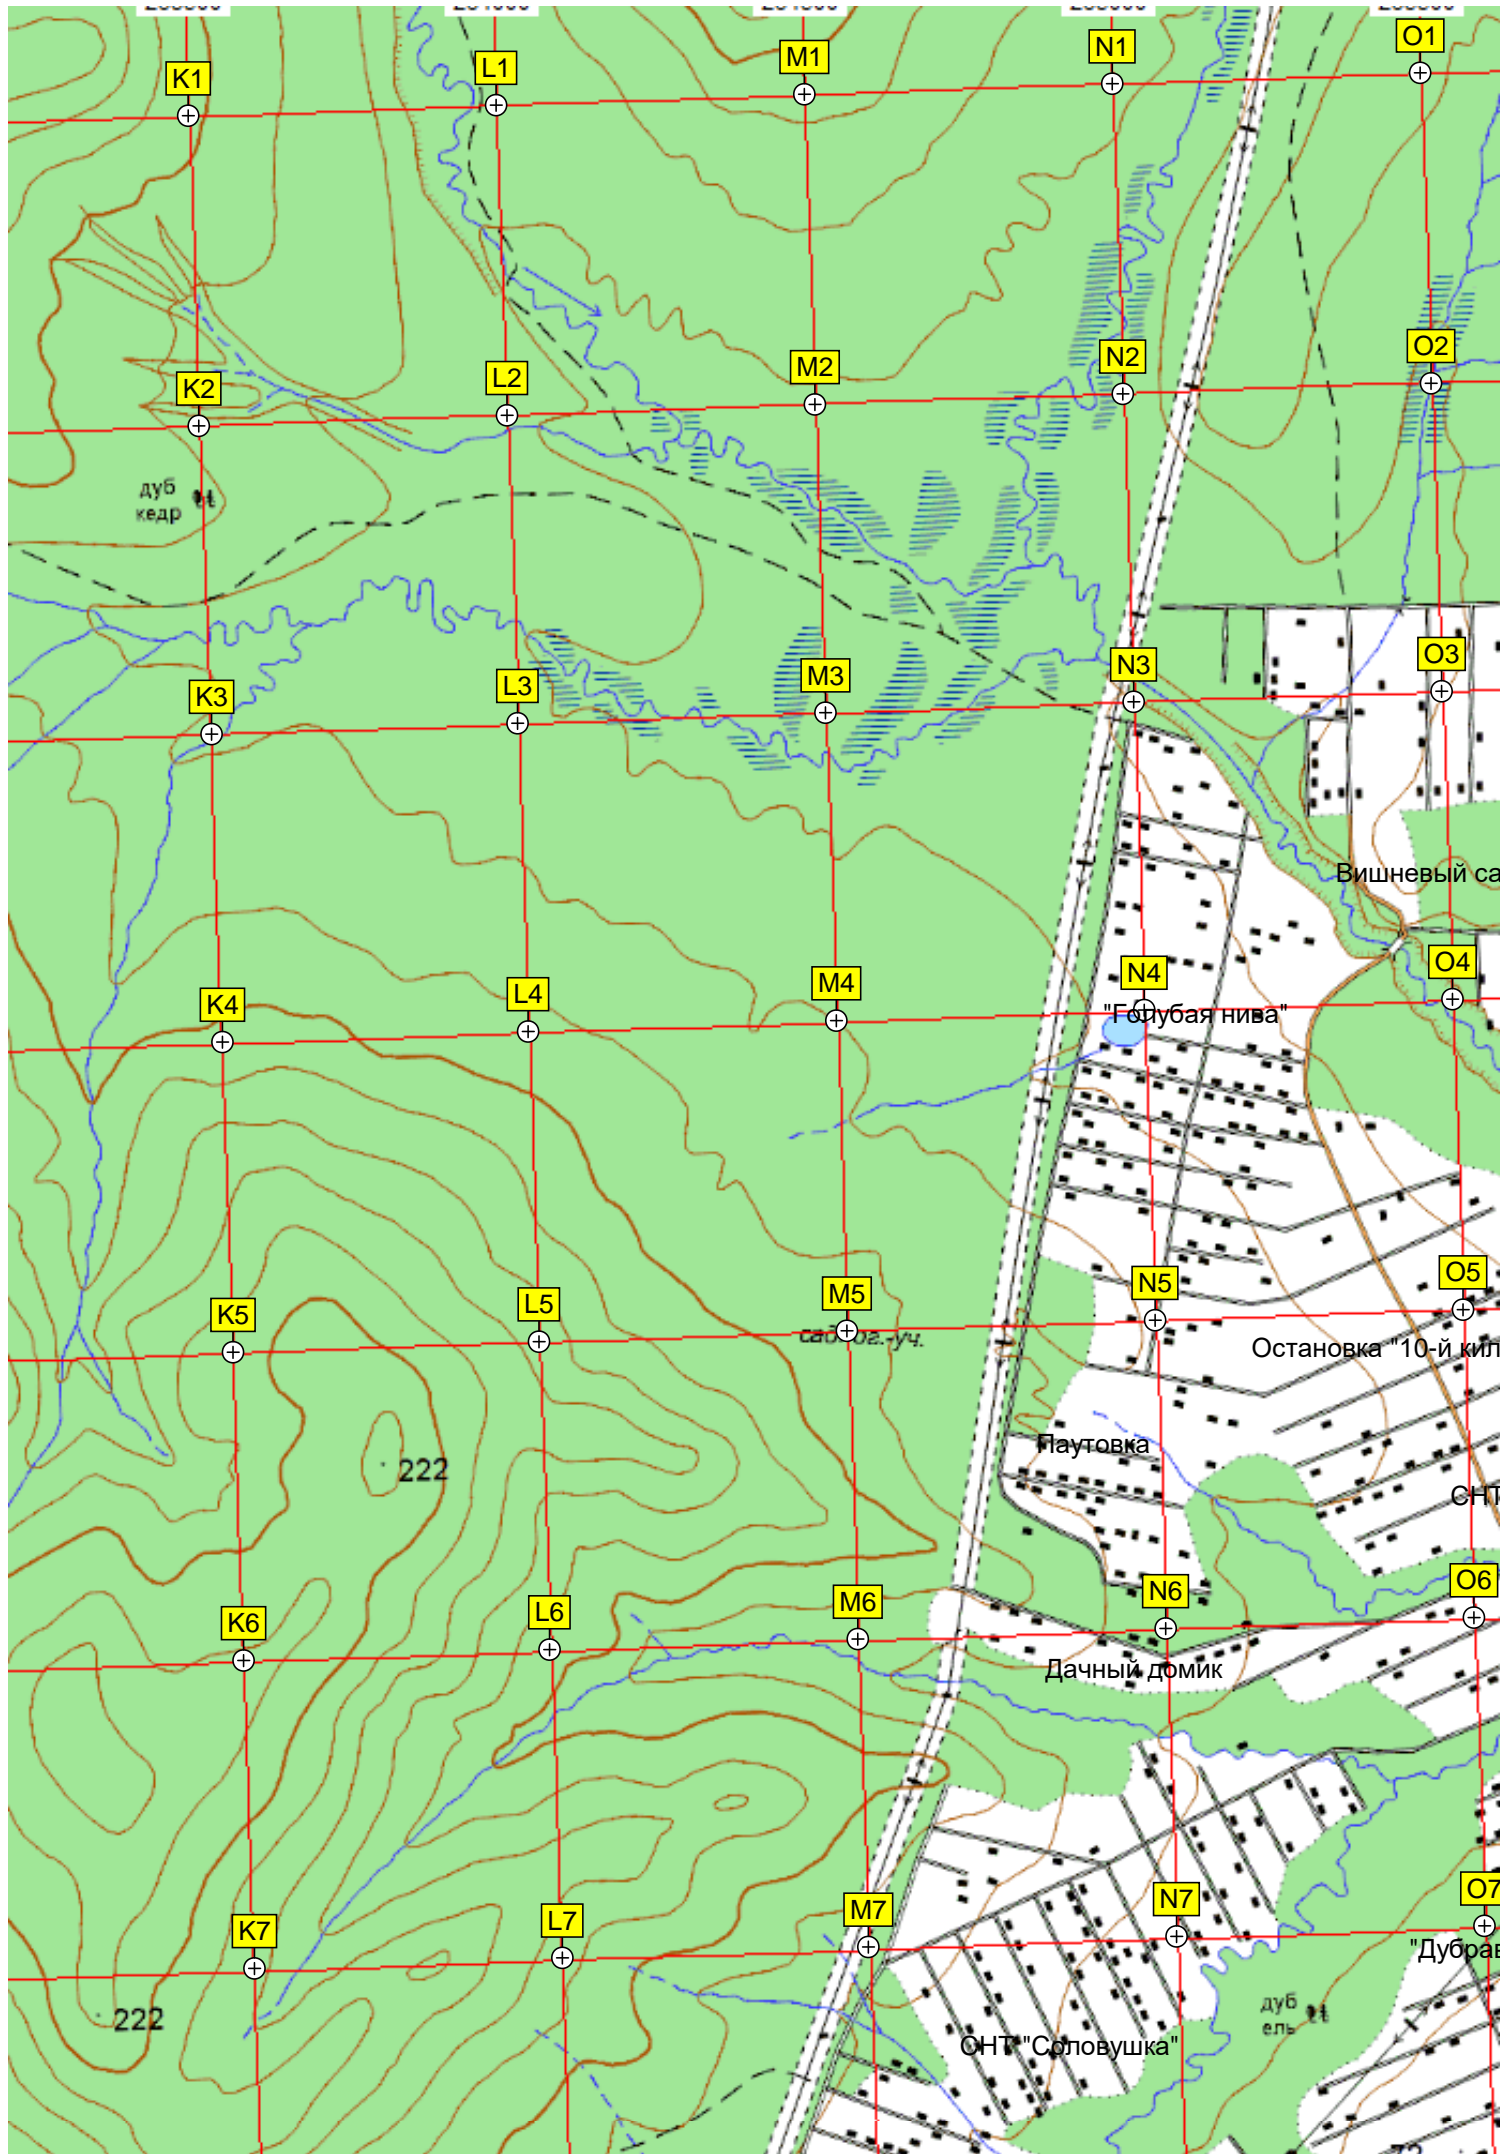 K1
L1
M1
N1
O1
K2
L2
M2
N2
O2
дуб
кедр
K3
L3
M3
N3
O3
Вишневый са
K4
L4
M4
N4
O4
"Голубая нива"
K5
L5
M5
N5
O5
Остановка "10-й кил
Паутовка
222
СНТ
K6
L6
M6
N6
O6
Дачный домик
K7
L7
M7
N7
O7
"Дубрав
222
дуб
ель
СНТ "Соловушка"